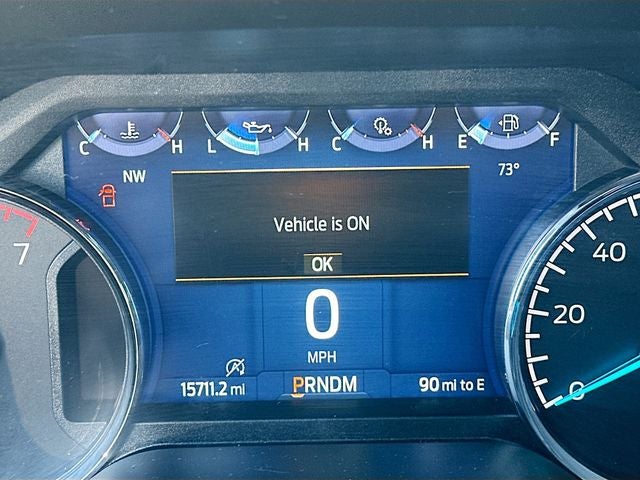 C H L H C H E F
NW 73°
Vehicle is ON
OK
7
40
20
0
0
MPH
15711.2 mi PRNDM 90 mi to E